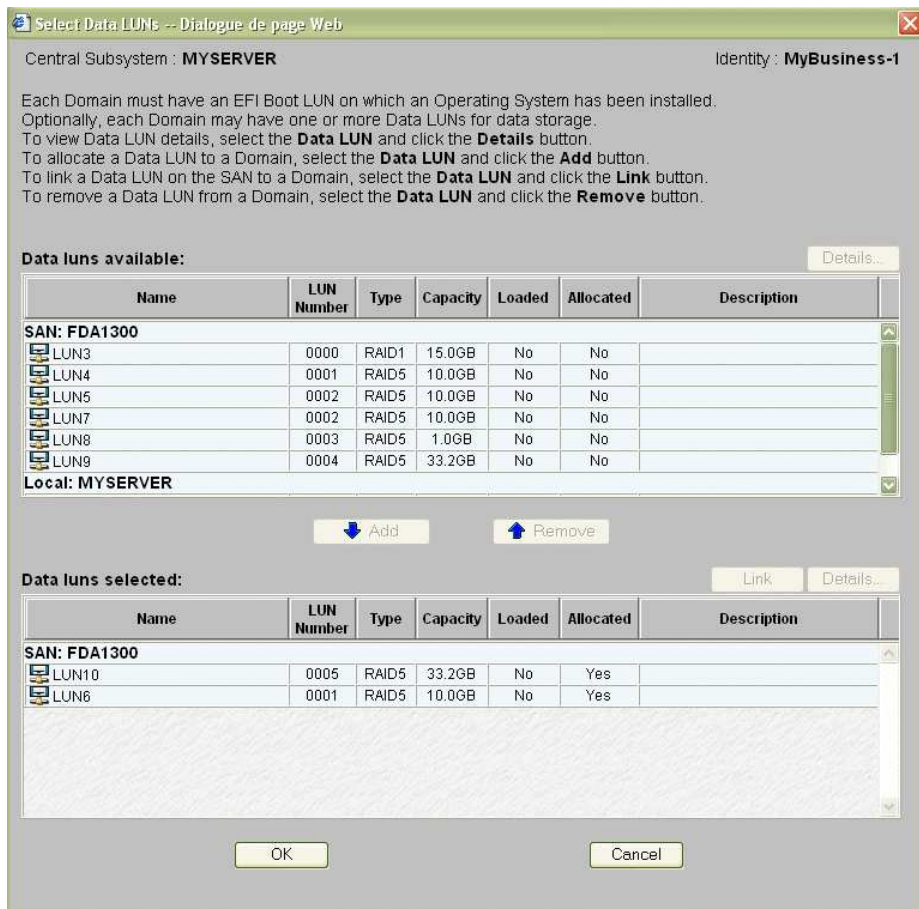 Select Data LUNs -- Dialogue de page Web
Central Subsystem : MYSERVER Identity : MyBusiness-1
Each Domain must have an EFI Boot LUN on which an Operating System has been installed.
Optionally, each Domain may have one or more Data LUNs for data storage.
To view Data LUN details, select the Data LUN and click the Details button.
To allocate a Data LUN to a Domain, select the Data LUN and click the Add button.
To link a Data LUN on the SAN to a Domain, select the Data LUN and click the Link button.
To remove a Data LUN from a Domain, select the Data LUN and click the Remove button.
Data luns available: Details...
Name LUN Number Type Capacity Loaded Allocated Description
SAN: FDA1300
LUN3 0000 RAID1 15.0GB No No
LUN4 0001 RAID5 10.0GB No No
LUN5 0002 RAID5 10.0GB No No
LUN7 0002 RAID5 10.0GB No No
LUN8 0003 RAID5 1.0GB No No
LUN9 0004 RAID5 33.2GB No No
Local: MYSERVER
Add Remove
Data luns selected: Link Details...
Name LUN Number Type Capacity Loaded Allocated Description
SAN: FDA1300
LUN10 0005 RAID5 33.2GB No Yes
LUN6 0001 RAID5 10.0GB No Yes
OK Cancel